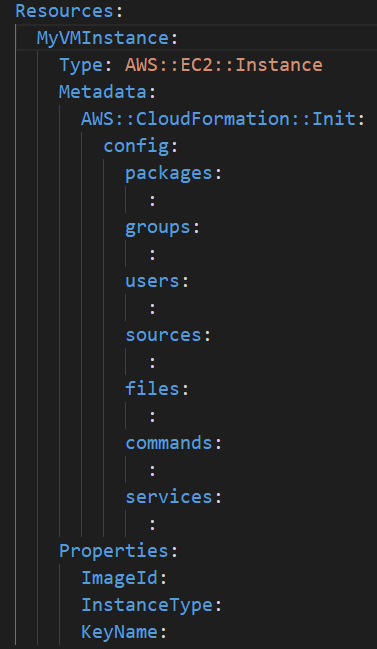 Resources:
  MyVMInstance:
    Type: AWS::EC2::Instance
    Metadata:
      AWS::CloudFormation::Init:
        config:
          packages:
            :
          groups:
            :
          users:
            :
          sources:
            :
          files:
            :
          commands:
            :
          services:
            :
    Properties:
      ImageId:
      InstanceType:
      KeyName: